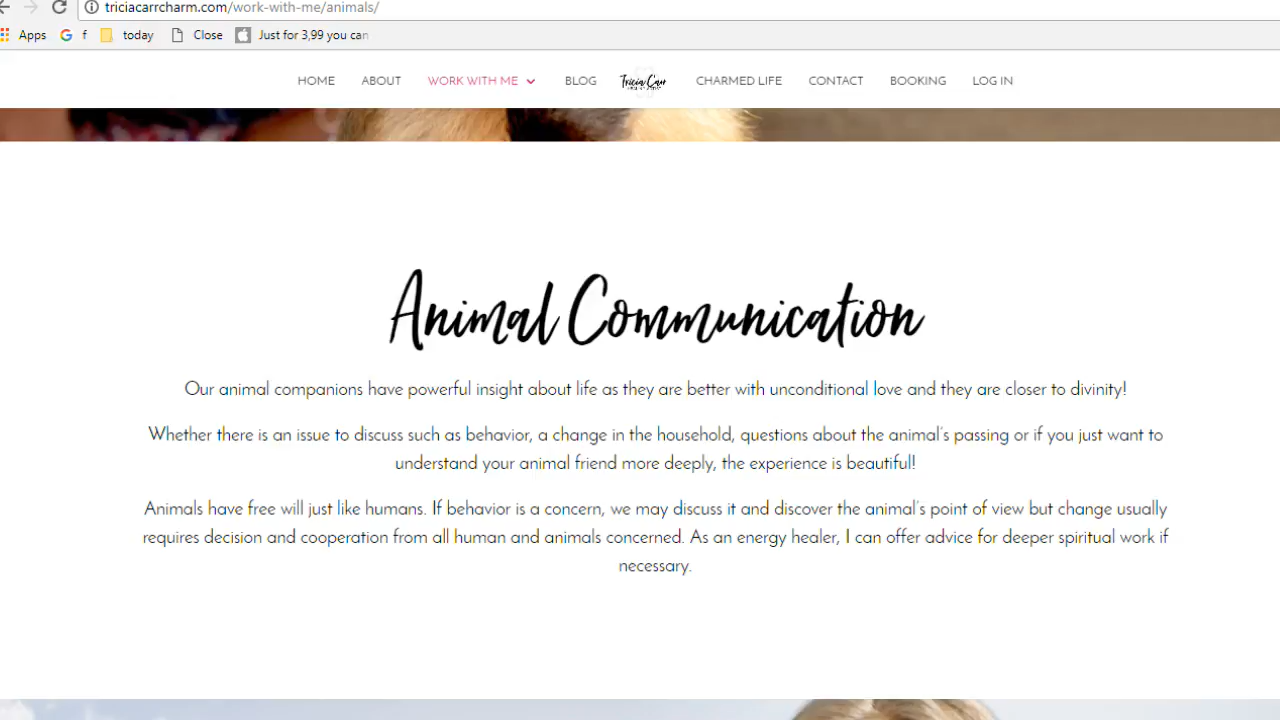 triciacarrcharm.com/work-with-me/animals/
Apps f today Close Just for 3,99 you can
HOME ABOUT WORK WITH ME BLOG Tricia Carr CHARMED LIFE CONTACT BOOKING LOG IN
Animal Communication
Our animal companions have powerful insight about life as they are better with unconditional love and they are closer to divinity!
Whether there is an issue to discuss such as behavior, a change in the household, questions about the animal's passing or if you just want to
understand your animal friend more deeply, the experience is beautiful!
Animals have free will just like humans. If behavior is a concern, we may discuss it and discover the animal's point of view but change usually
requires decision and cooperation from all human and animals concerned. As an energy healer, I can offer advice for deeper spiritual work if
necessary.